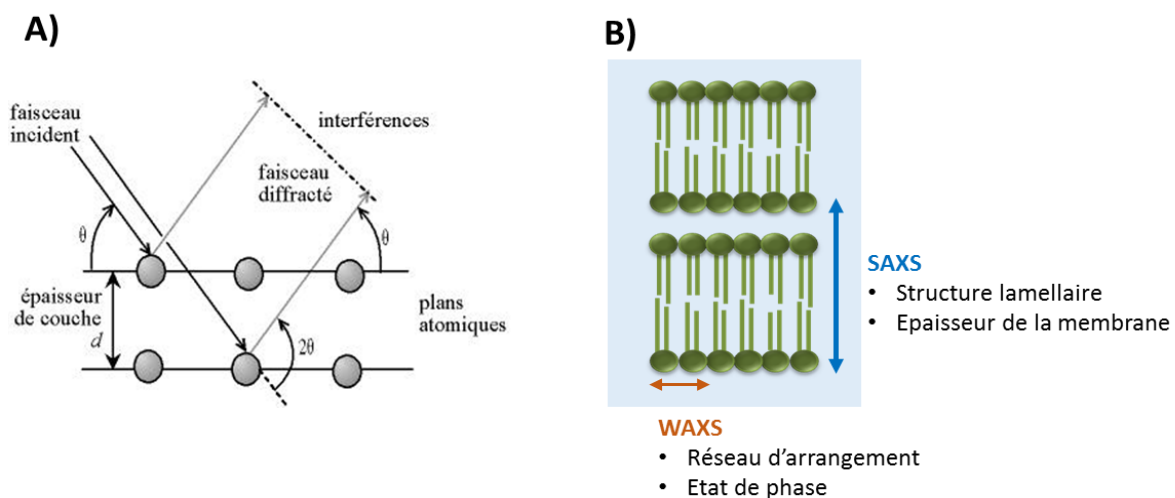 A)
faisceau
incident
interférences
faisceau
diffracté
θ
θ
épaisseur
de couche
d
plans
atomiques
2θ
B)
SAXS
• Structure lamellaire
• Epaisseur de la membrane
WAXS
• Réseau d'arrangement
• Etat de phase